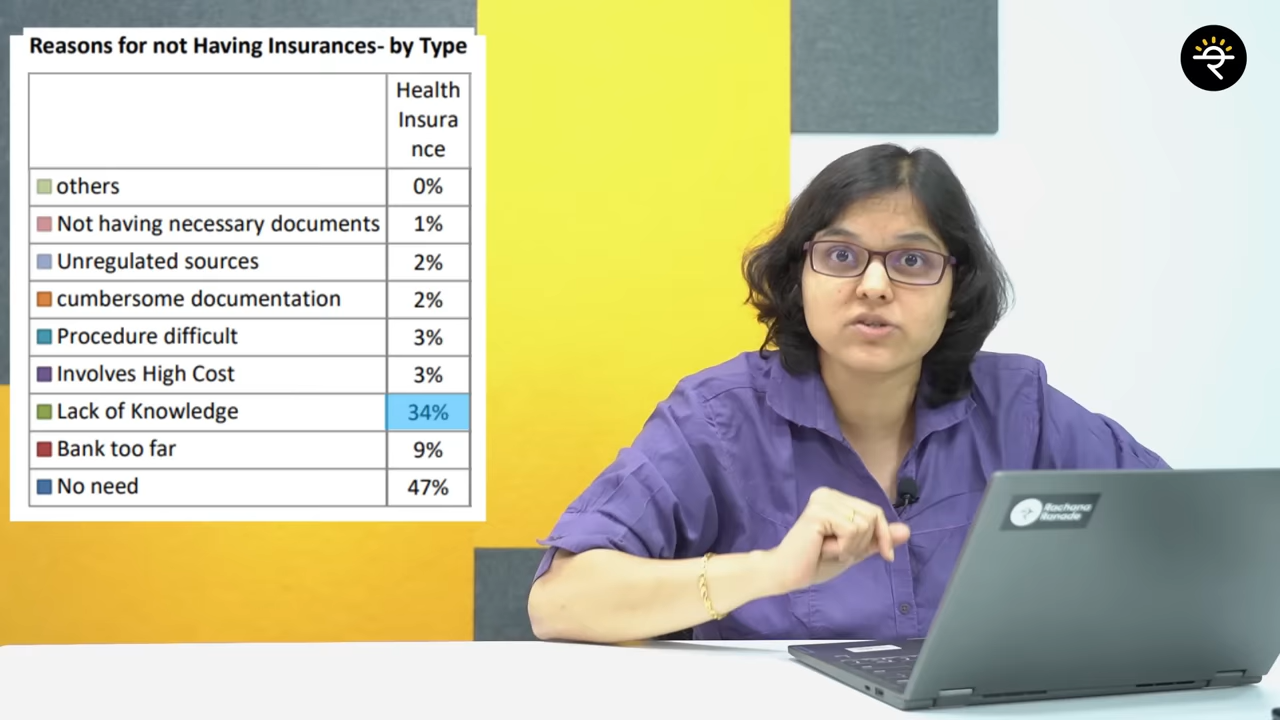 Reasons for not Having Insurances- by Type
Health
Insura
nce
others 0%
Not having necessary documents 1%
Unregulated sources 2%
cumbersome documentation 2%
Procedure difficult 3%
Involves High Cost 3%
Lack of Knowledge 34%
Bank too far 9%
No need 47%
Rachana
Ranade